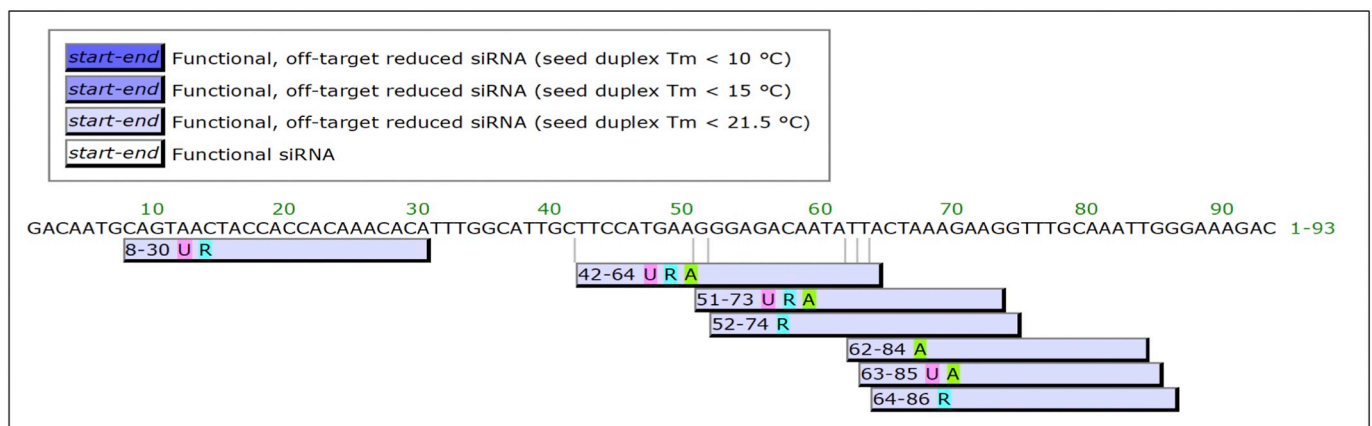 start-end Functional, off-target reduced siRNA (seed duplex Tm < 10 °C)
start-end Functional, off-target reduced siRNA (seed duplex Tm < 15 °C)
start-end Functional, off-target reduced siRNA (seed duplex Tm < 21.5 °C)
start-end Functional siRNA
10 20 30 40 50 60 70 80 90
GACAATGCAGTAACTACCACCACAAACACATTTGGCATTGCTTCCATGAAGGGAGACAATATTACTAAAGAAGGTTTGCAAATTGGGAAAGAC 1-93
8-30 U R
42-64 U R A
51-73 U R A
52-74 R
62-84 A
63-85 U A
64-86 R